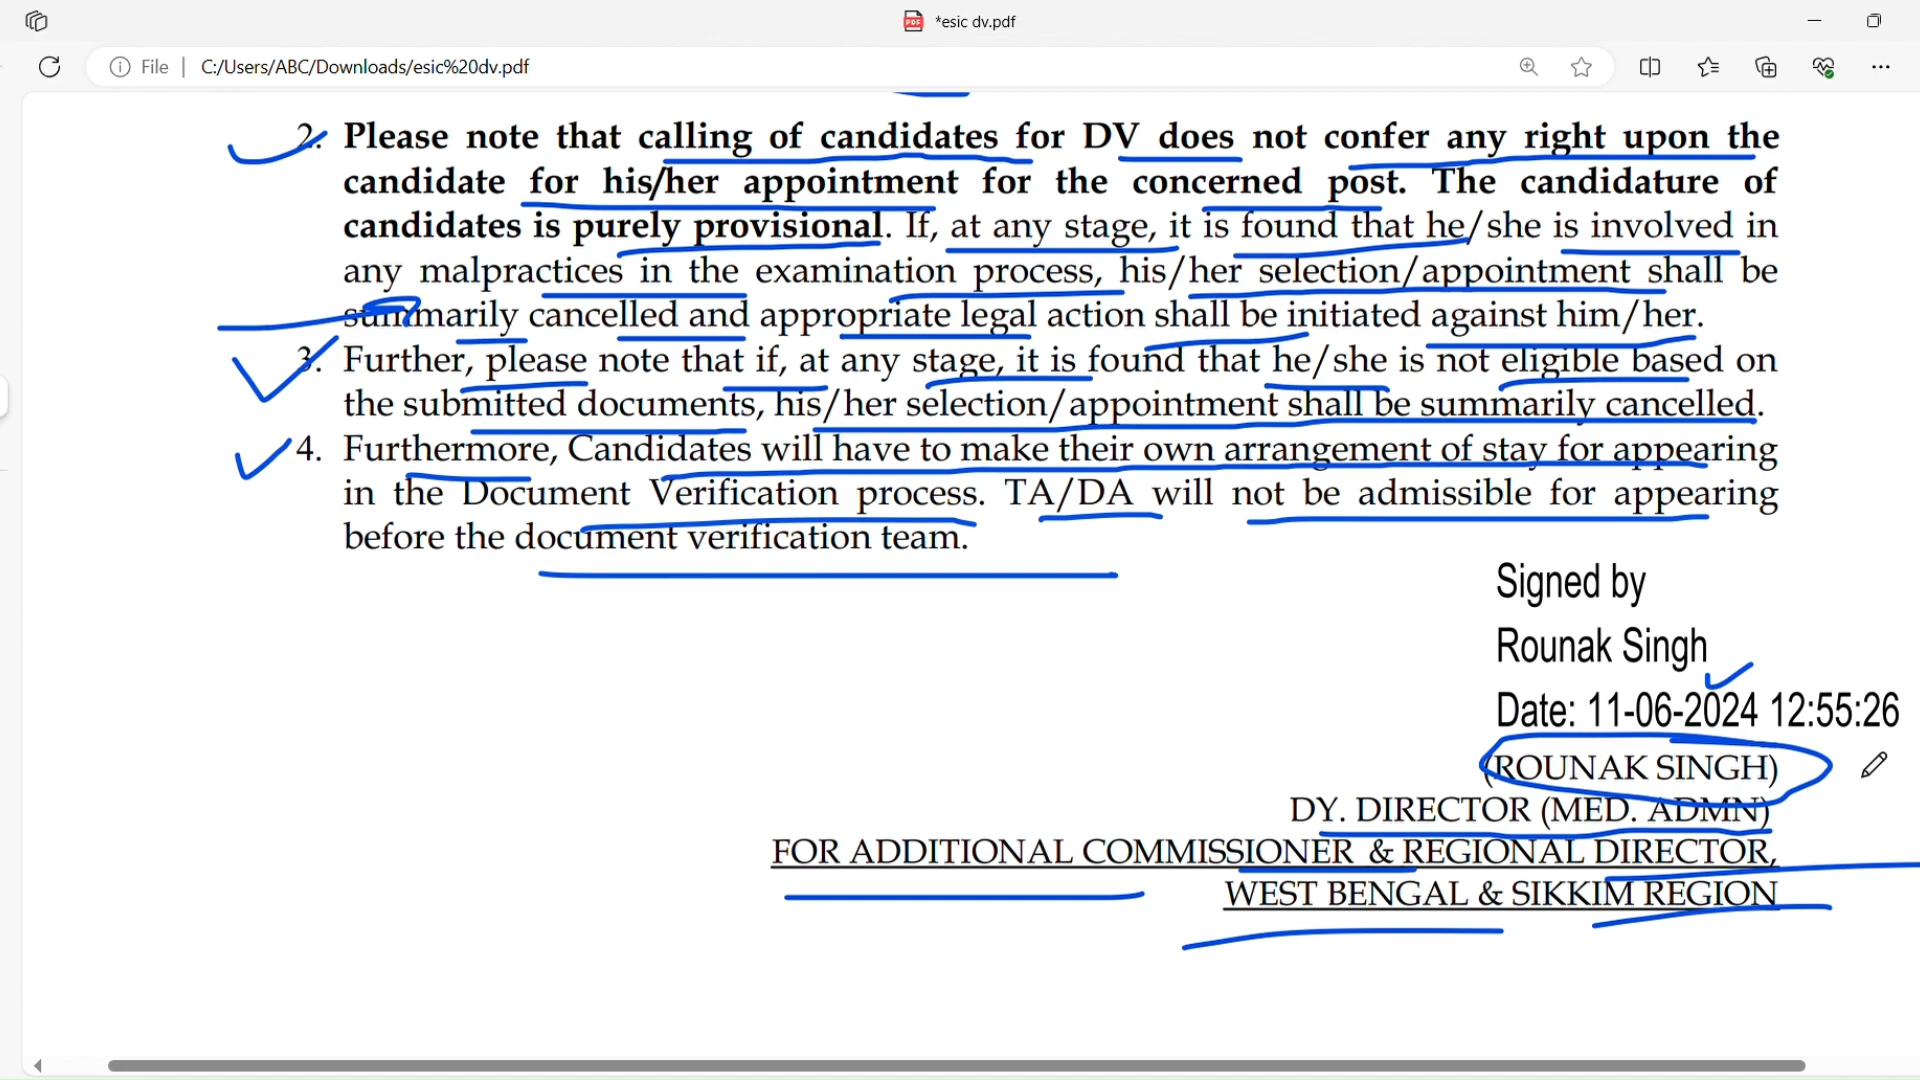 *esic dv.pdf
File | C:/Users/ABC/Downloads/esic%20dv.pdf
2. Please note that calling of candidates for DV does not confer any right upon the
candidate for his/her appointment for the concerned post. The candidature of
candidates is purely provisional. If, at any stage, it is found that he/she is involved in
any malpractices in the examination process, his/her selection/appointment shall be
summarily cancelled and appropriate legal action shall be initiated against him/her.
3. Further, please note that if, at any stage, it is found that he/she is not eligible based on
the submitted documents, his/her selection/appointment shall be summarily cancelled.
4. Furthermore, Candidates will have to make their own arrangement of stay for appearing
in the Document Verification process. TA/DA will not be admissible for appearing
before the document verification team.
Signed by
Rounak Singh
Date: 11-06-2024 12:55:26
(ROUNAK SINGH)
DY. DIRECTOR (MED. ADMN)
FOR ADDITIONAL COMMISSIONER & REGIONAL DIRECTOR,
WEST BENGAL & SIKKIM REGION